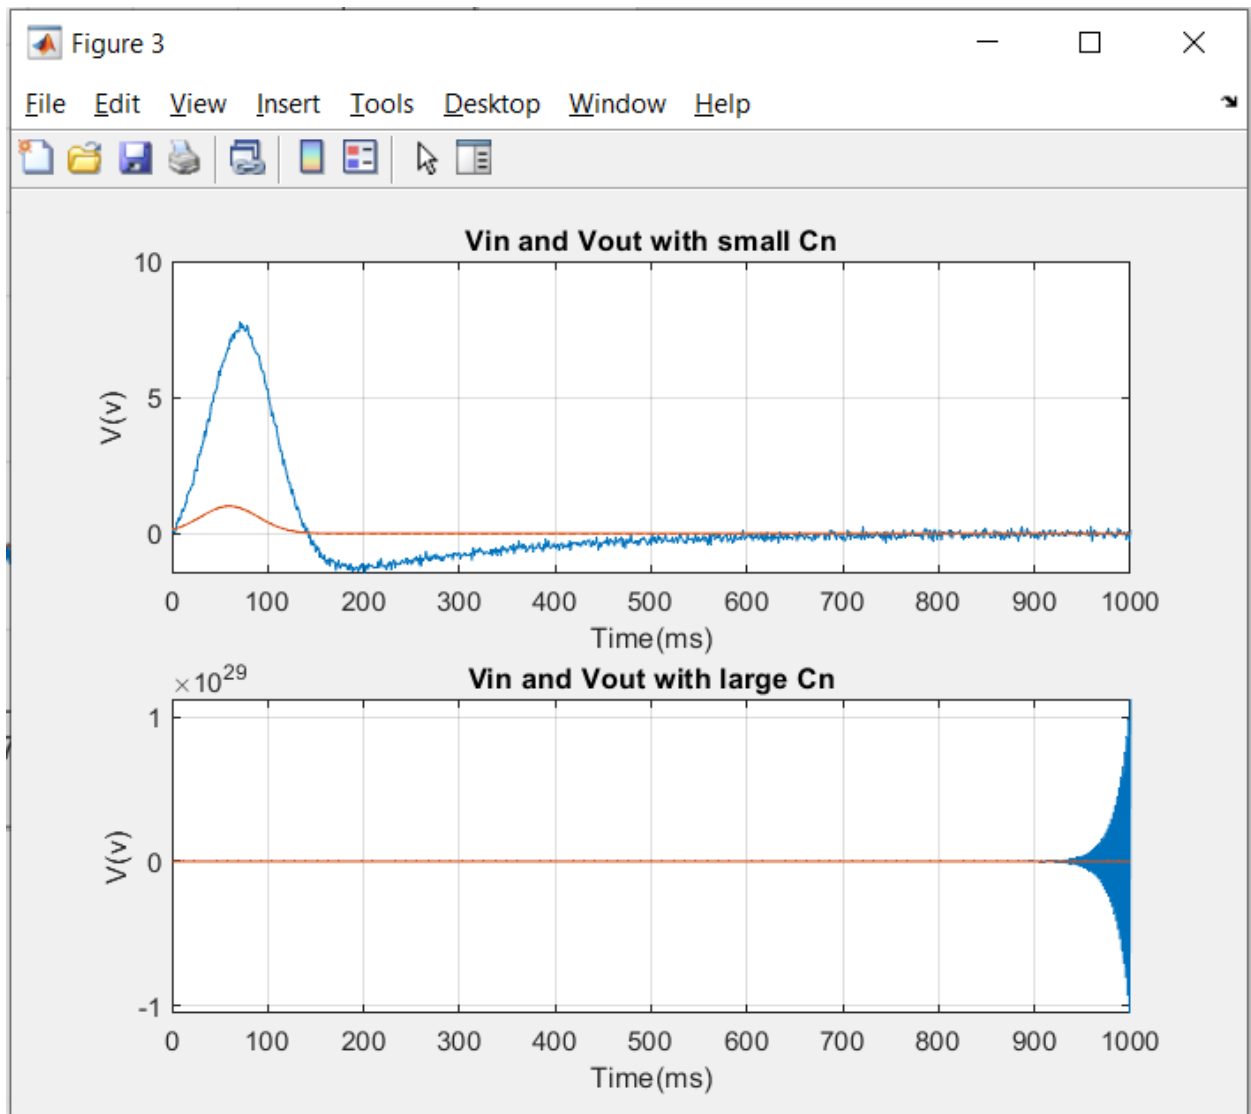 Figure 3
File Edit View Insert Tools Desktop Window Help
Vin and Vout with small Cn
10
5
0
V(v)
0 100 200 300 400 500 600 700 800 900 1000
Time(ms)
×10^29
Vin and Vout with large Cn
1
0
-1
V(v)
0 100 200 300 400 500 600 700 800 900 1000
Time(ms)